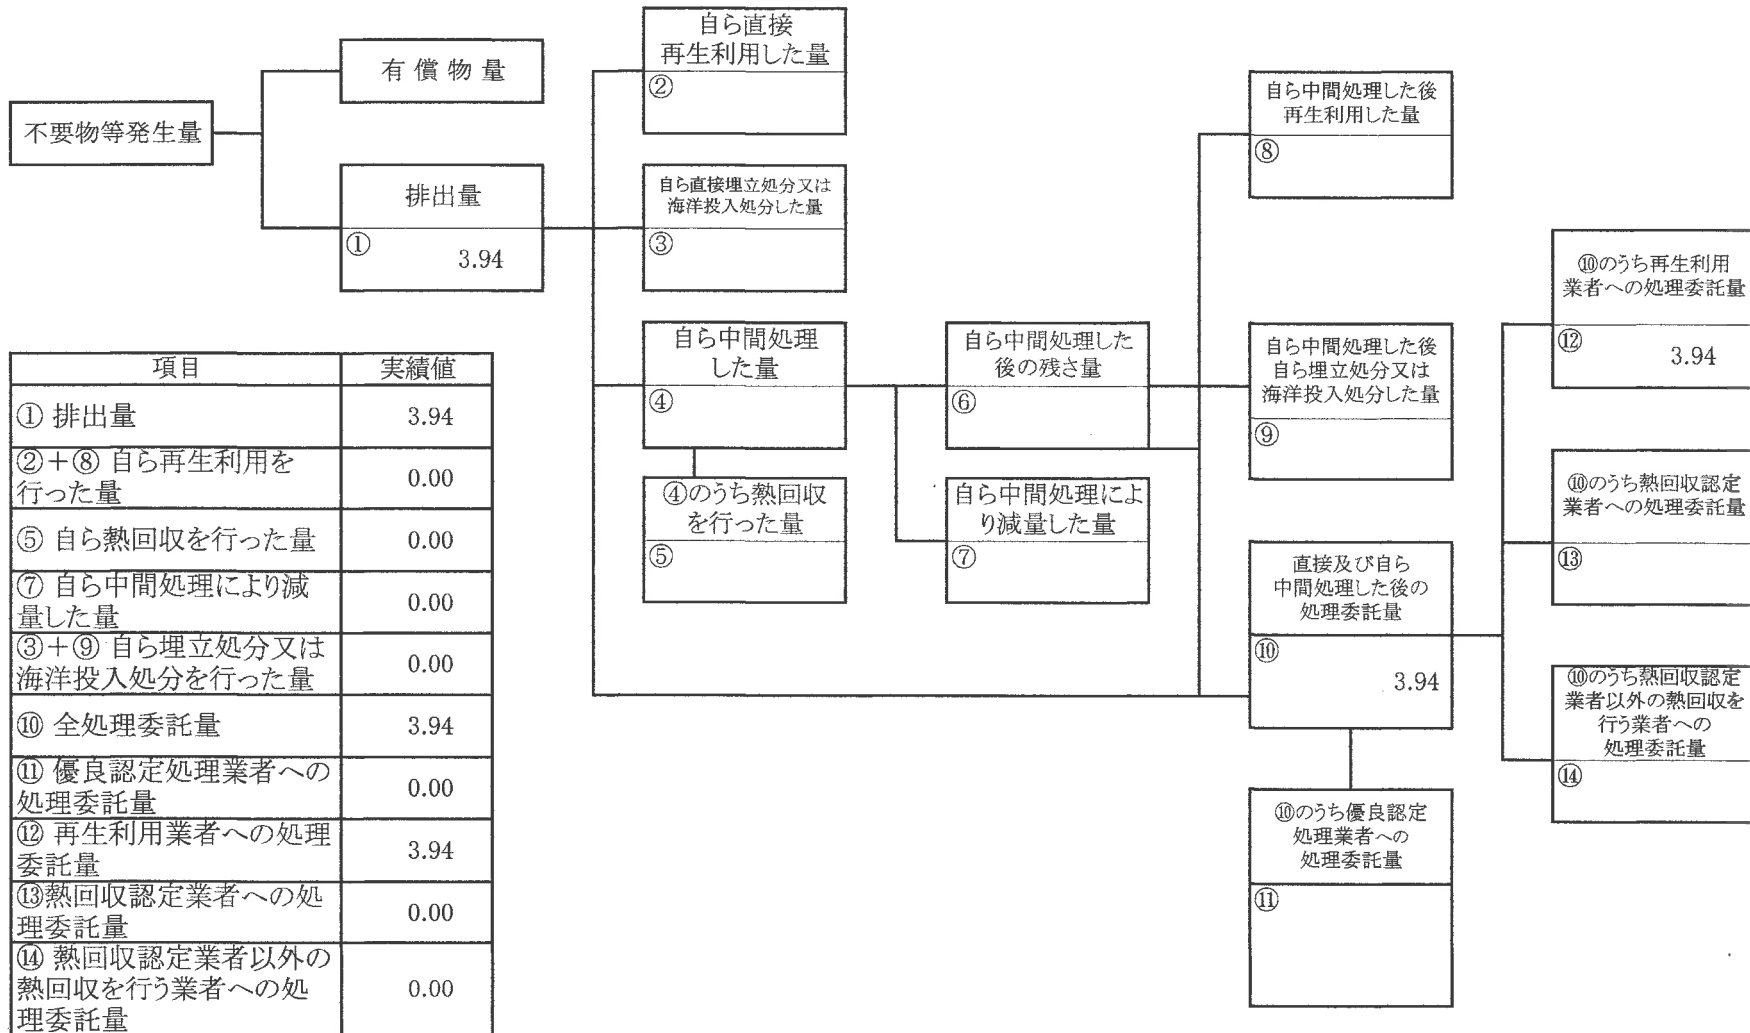 不要物等発生量
有償物量
排出量
①
3.94
自ら直接
再生利用した量
②
自ら直接埋立処分又は
海洋投入処分した量
③
自ら中間処理
した量
④
④のうち熱回収
を行った量
⑤
自ら中間処理した
後の残さ量
⑥
自ら中間処理によ
り減量した量
⑦
自ら中間処理した後
再生利用した量
⑧
自ら中間処理した後
自ら埋立処分又は
海洋投入処分した量
⑨
直接及び自ら
中間処理した後の
処理委託量
⑩
3.94
⑩のうち優良認定
処理業者への
処理委託量
⑪
⑩のうち再生利用
業者への処理委託量
⑫
3.94
⑩のうち熱回収認定
業者への処理委託量
⑬
⑩のうち熱回収認定
業者以外の熱回収を
行う業者への
処理委託量
⑭
項目 実績値
① 排出量 3.94
②+⑧ 自ら再生利用を
行った量 0.00
⑤ 自ら熱回収を行った量 0.00
⑦ 自ら中間処理により減
量した量 0.00
③+⑨ 自ら埋立処分又は
海洋投入処分を行った量 0.00
⑩ 全処理委託量 3.94
⑪ 優良認定処理業者への
処理委託量 0.00
⑫ 再生利用業者への処理
委託量 3.94
⑬熱回収認定業者への処
理委託量 0.00
⑭ 熱回収認定業者以外の
熱回収を行う業者への処
理委託量 0.00